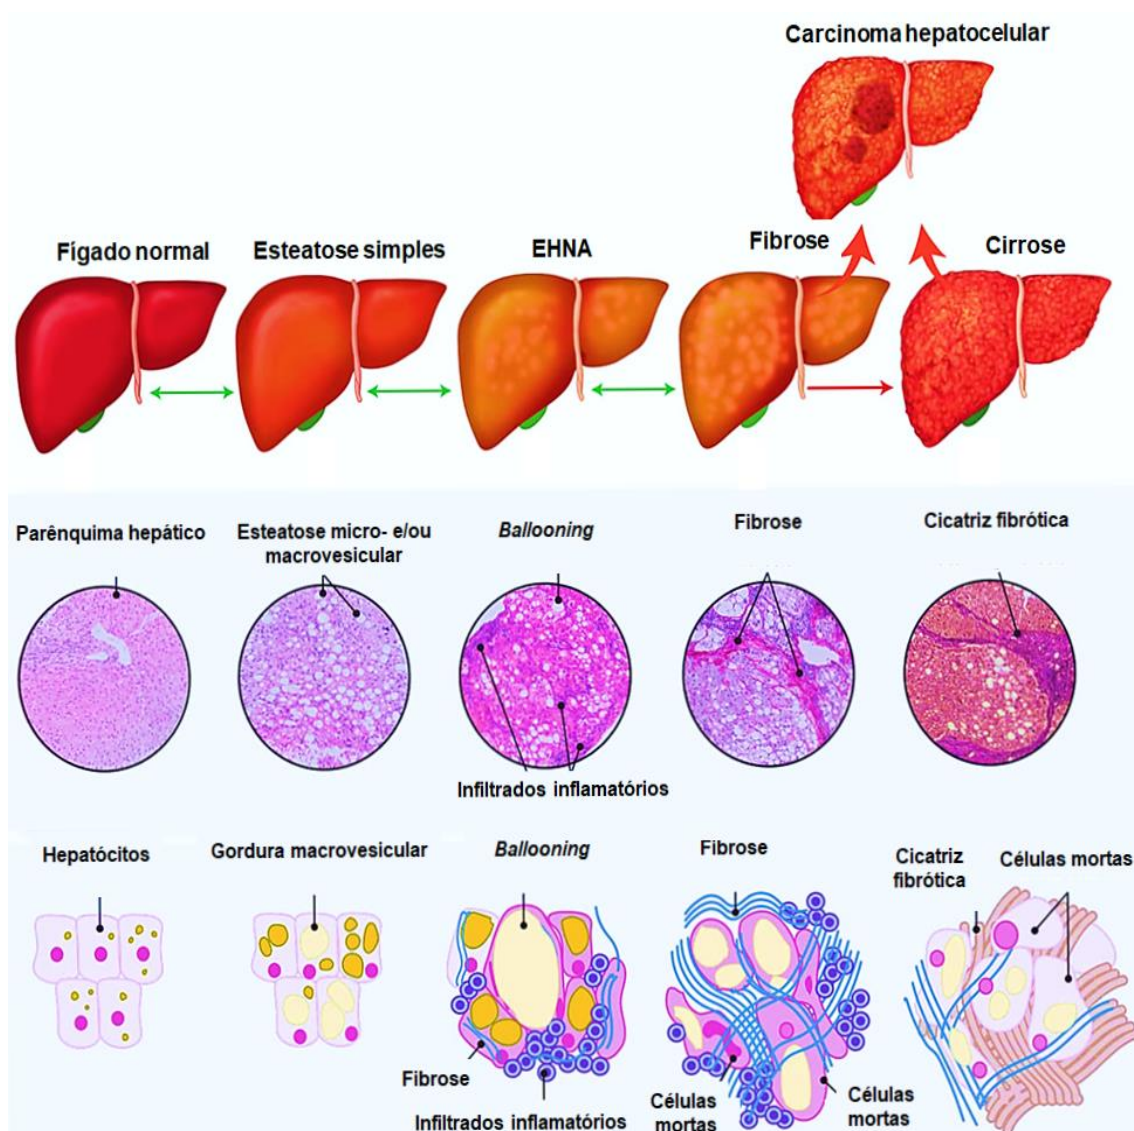 Carcinoma hepatocelular
Fígado normal
Esteatose simples
EHNA
Fibrose
Cirrose
Parênquima hepático
Esteatose micro- e/ou
macrovesicular
Ballooning
Fibrose
Cicatriz fibrótica
Infiltrados inflamatórios
Hepatócitos
Gordura macrovesicular
Ballooning
Fibrose
Cicatriz
fibrótica
Células mortas
Fibrose
Infiltrados inflamatórios
Células
mortas
Células
mortas